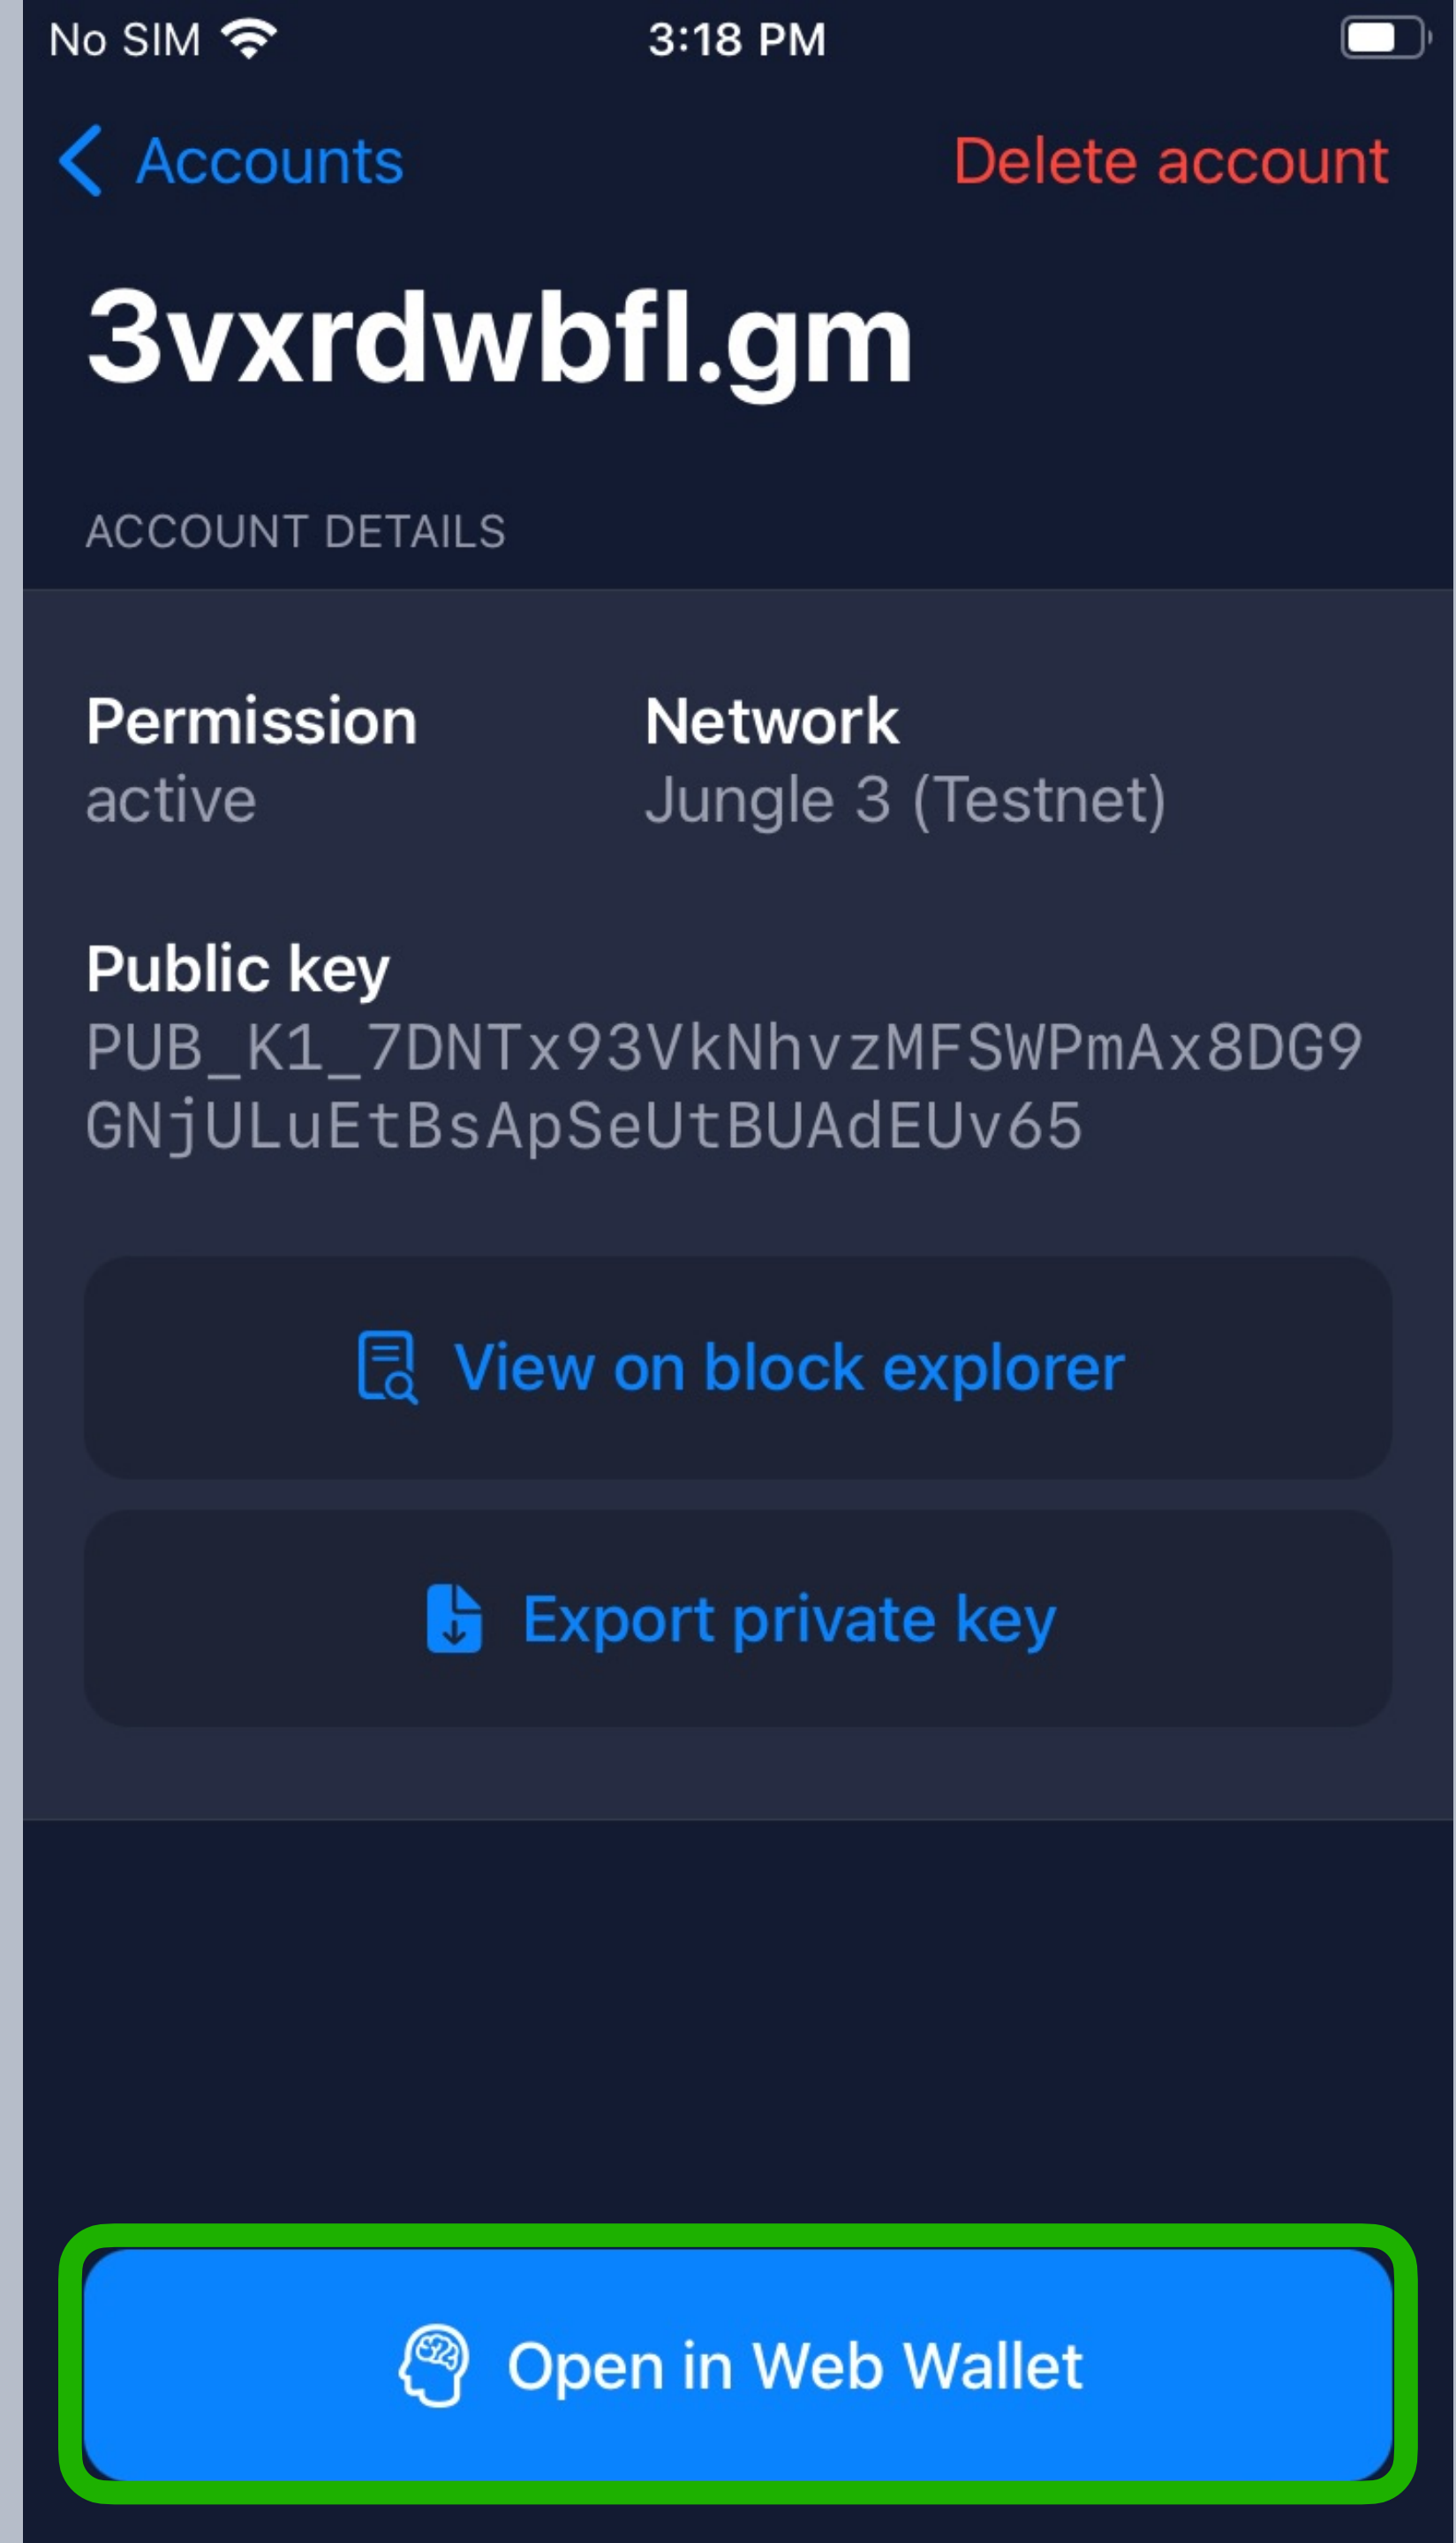 No SIM
3:18 PM
Accounts
Delete account
3vxrdwbfl.gm
ACCOUNT DETAILS
Permission
active
Network
Jungle 3 (Testnet)
Public key
PUB_K1_7DNTx93VkNhvzMFSWPmAx8DG9
GNjULuEtBsApSeUtBUAdEUv65
View on block explorer
Export private key
Open in Web Wallet